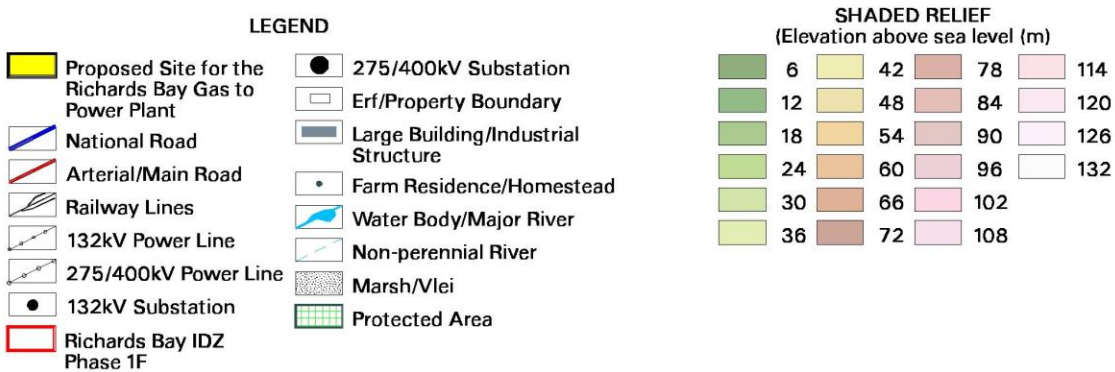 LEGEND
Proposed Site for the
Richards Bay Gas to
Power Plant
National Road
Arterial/Main Road
Railway Lines
132kV Power Line
275/400kV Power Line
132kV Substation
Richards Bay IDZ
Phase 1F
275/400kV Substation
Erf/Property Boundary
Large Building/Industrial
Structure
Farm Residence/Homestead
Water Body/Major River
Non-perennial River
Marsh/Vlei
Protected Area
SHADED RELIEF
(Elevation above sea level (m)
6
12
18
24
30
36
42
48
54
60
66
72
78
84
90
96
102
108
114
120
126
132